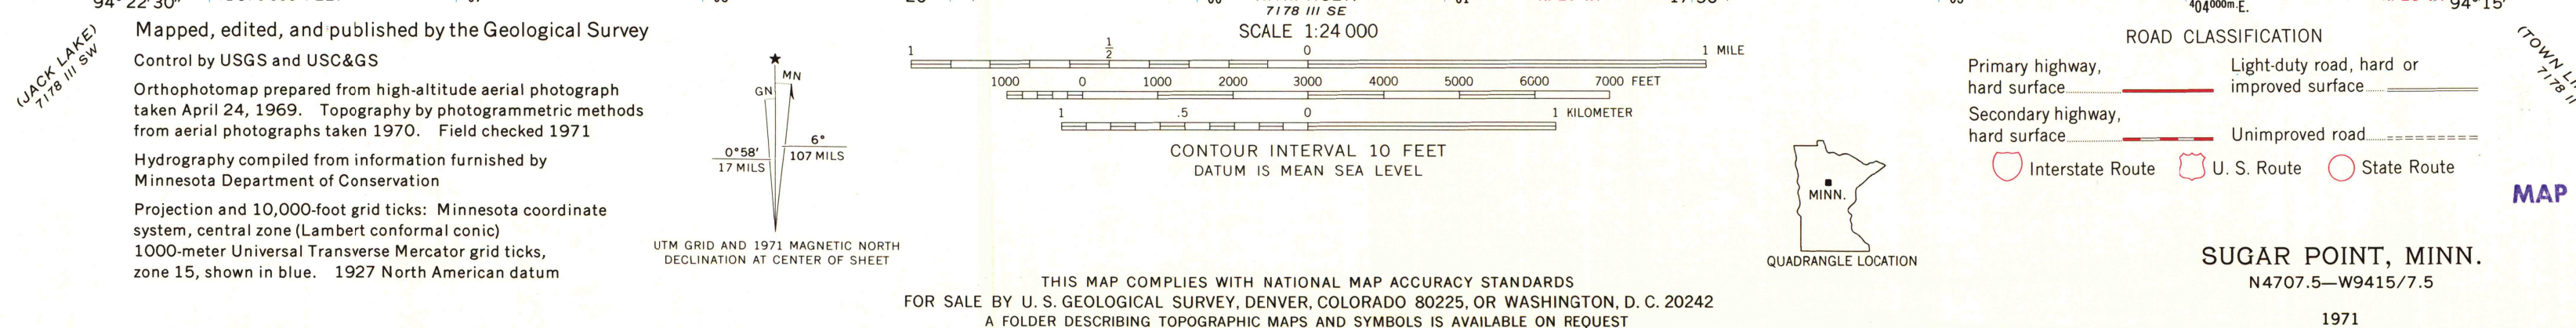 94°22'30"
7178 III SE
404000m.E.
94°15'
(JACK LAKE)
7178 III SW
Mapped, edited, and published by the Geological Survey
Control by USGS and USC&GS
Orthophotomap prepared from high-altitude aerial photograph
taken April 24, 1969. Topography by photogrammetric methods
from aerial photographs taken 1970. Field checked 1971
Hydrography compiled from information furnished by
Minnesota Department of Conservation
Projection and 10,000-foot grid ticks: Minnesota coordinate
system, central zone (Lambert conformal conic)
1000-meter Universal Transverse Mercator grid ticks,
zone 15, shown in blue. 1927 North American datum
★
MN
GN
0°58'
17 MILS
6°
107 MILS
UTM GRID AND 1971 MAGNETIC NORTH
DECLINATION AT CENTER OF SHEET
SCALE 1:24 000
1 ½ 0 1 MILE
1000 0 1000 2000 3000 4000 5000 6000 7000 FEET
1 .5 0 1 KILOMETER
CONTOUR INTERVAL 10 FEET
DATUM IS MEAN SEA LEVEL
THIS MAP COMPLIES WITH NATIONAL MAP ACCURACY STANDARDS
FOR SALE BY U. S. GEOLOGICAL SURVEY, DENVER, COLORADO 80225, OR WASHINGTON, D. C. 20242
A FOLDER DESCRIBING TOPOGRAPHIC MAPS AND SYMBOLS IS AVAILABLE ON REQUEST
MINN.
QUADRANGLE LOCATION
ROAD CLASSIFICATION
Primary highway,
hard surface
Light-duty road, hard or
improved surface
Secondary highway,
hard surface
Unimproved road
Interstate Route
U. S. Route
State Route
(TOWN
7178
MAP
SUGAR POINT, MINN.
N4707.5—W9415/7.5
1971